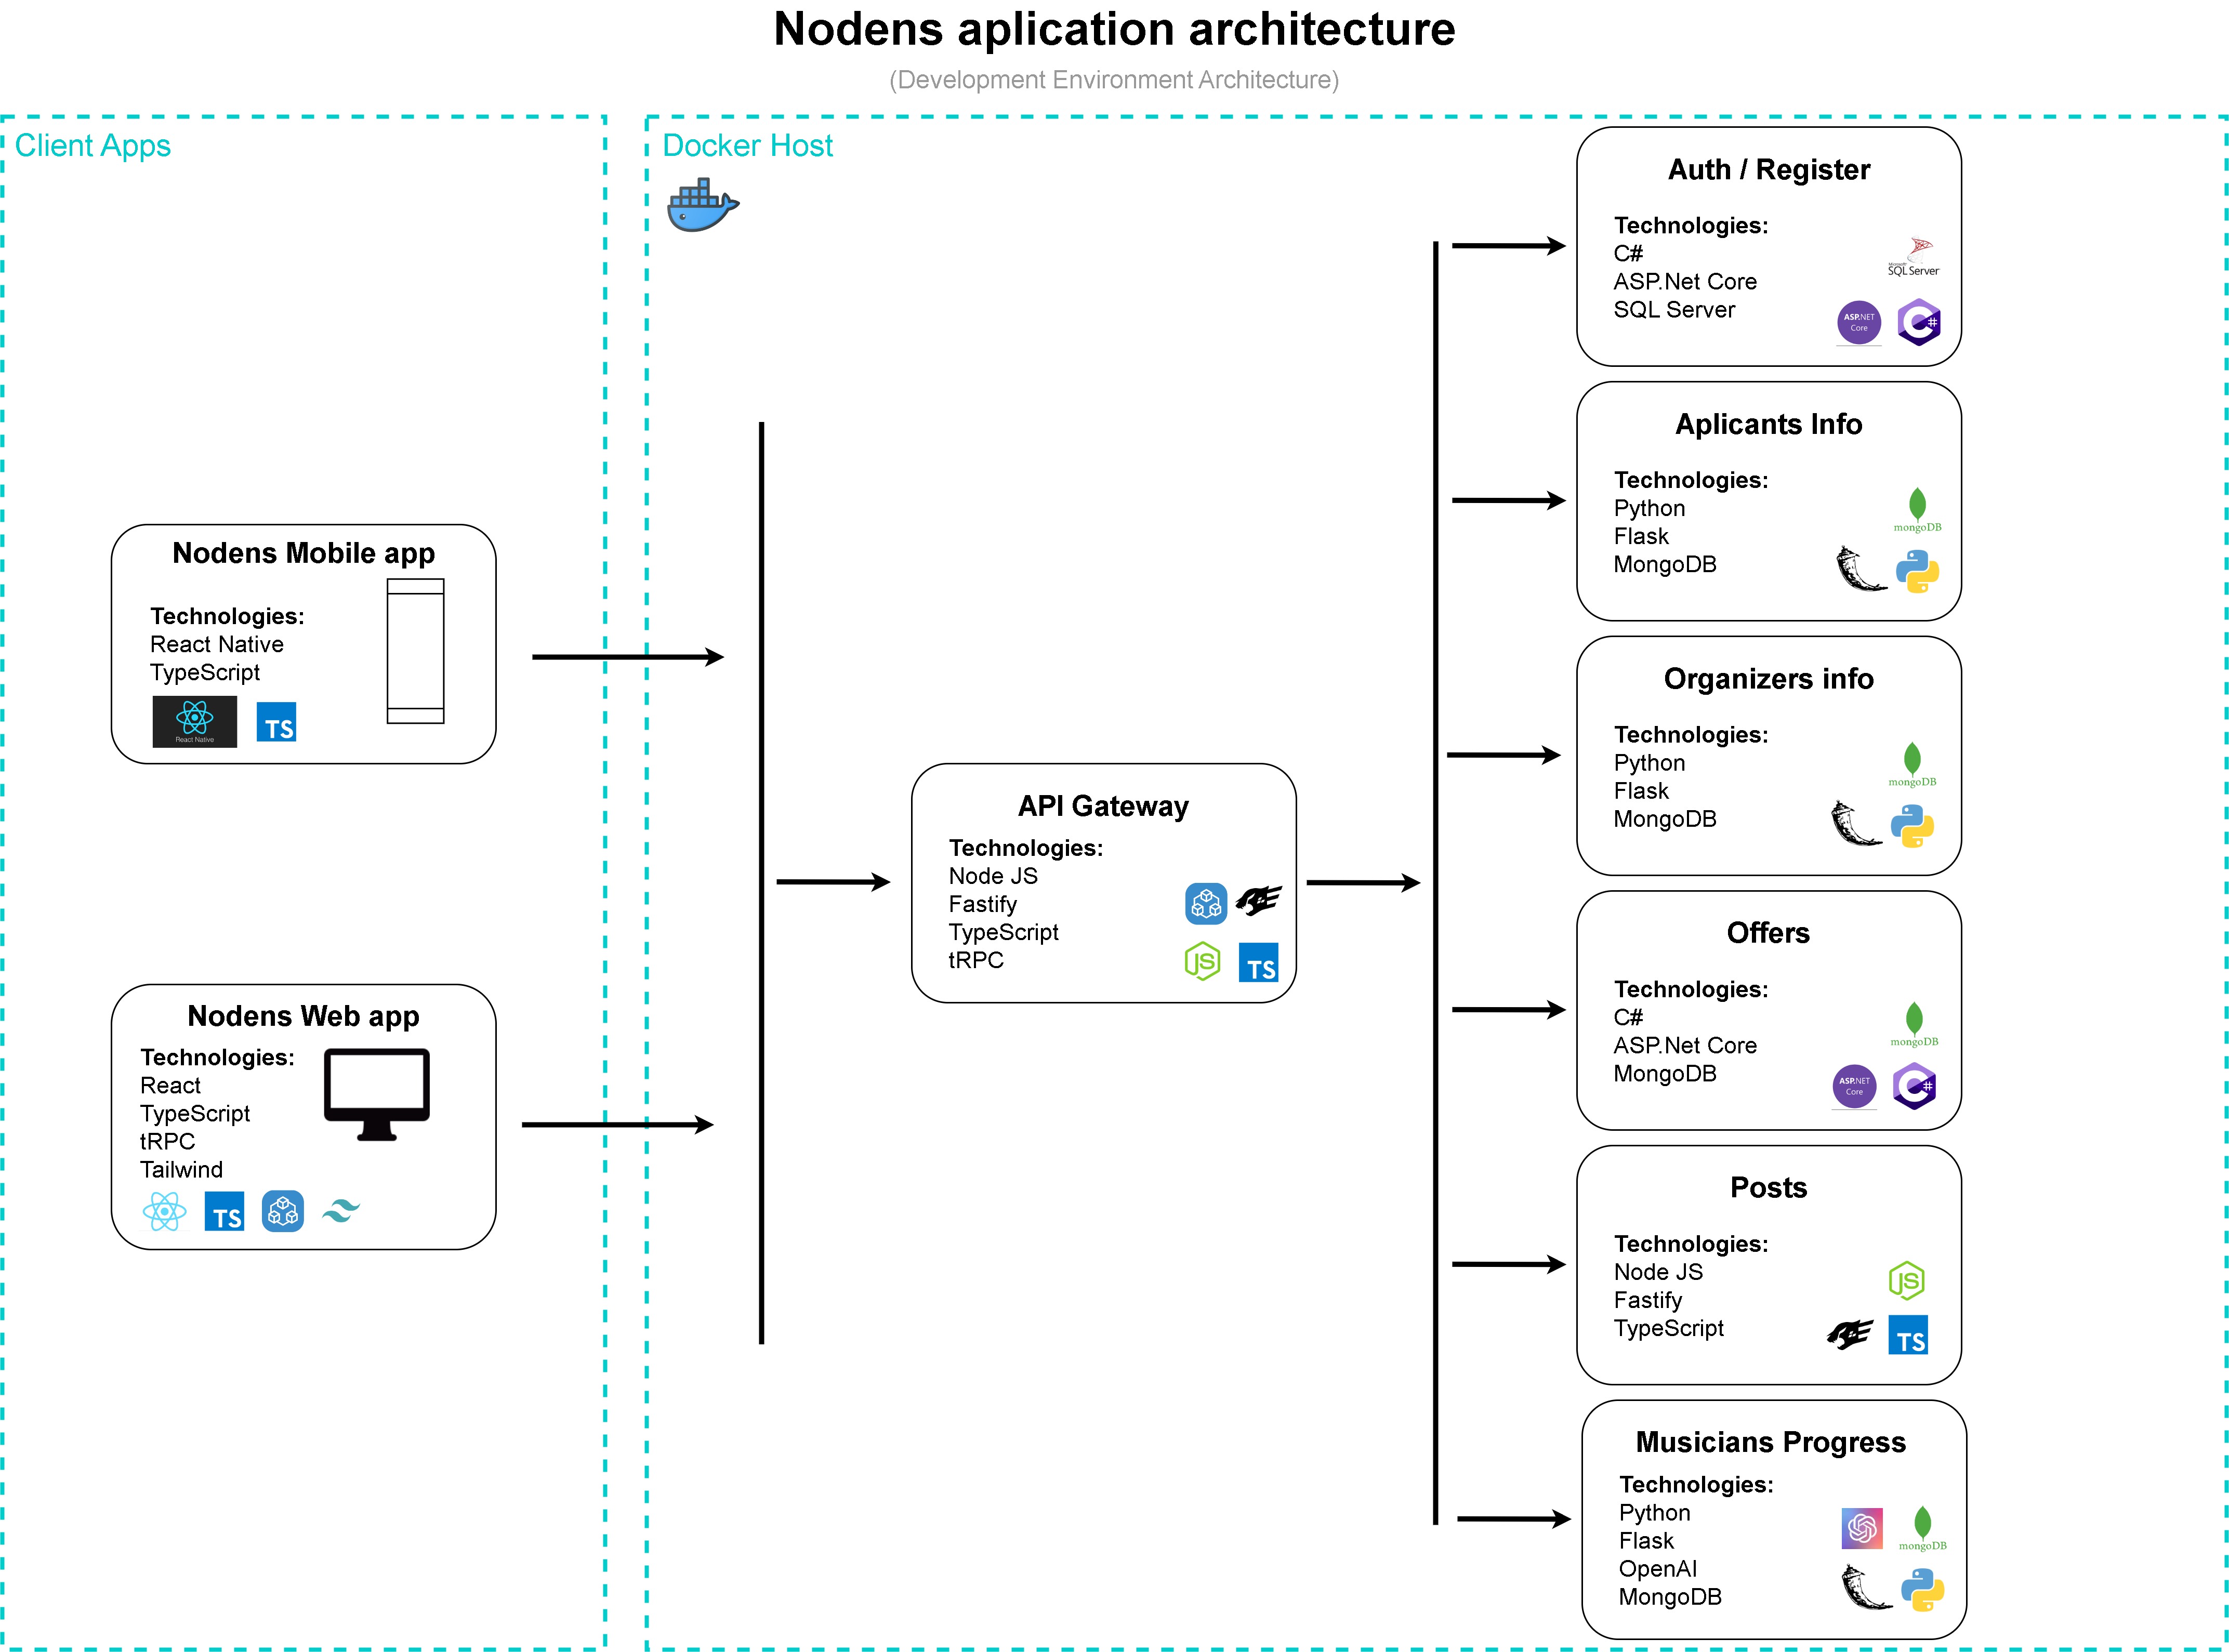 Nodens aplication architecture
(Development Environment Architecture)
Client Apps
Nodens Mobile app
Technologies:
React Native
TypeScript
React Native
TS
Nodens Web app
Technologies:
React
TypeScript
tRPC
Tailwind
TS
Docker Host
API Gateway
Technologies:
Node JS
Fastify
TypeScript
tRPC
JS
TS
Auth / Register
Technologies:
C#
ASP.Net Core
SQL Server
Microsoft
SQL Server
ASP.NET
Core
C#
Aplicants Info
Technologies:
Python
Flask
MongoDB
mongoDB
Organizers info
Technologies:
Python
Flask
MongoDB
mongoDB
Offers
Technologies:
C#
ASP.Net Core
MongoDB
mongoDB
ASP.NET
Core
C#
Posts
Technologies:
Node JS
Fastify
TypeScript
JS
TS
Musicians Progress
Technologies:
Python
Flask
OpenAI
MongoDB
mongoDB